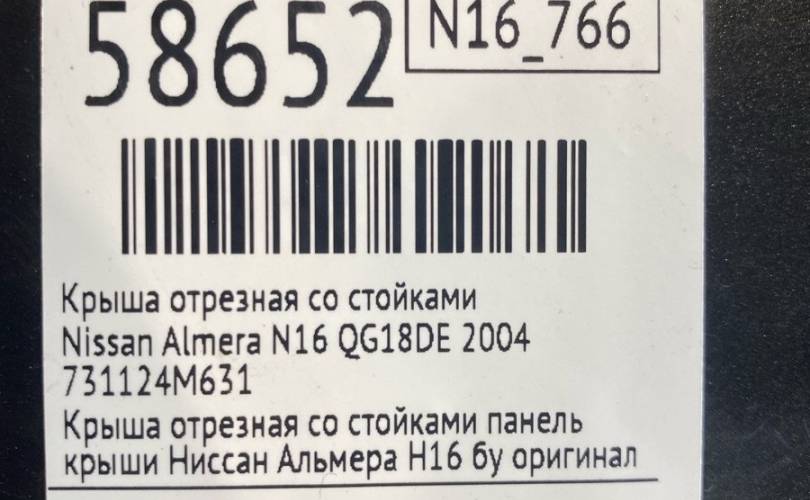 58652
N16_766
Крыша отрезная со стойками
Nissan Almera N16 QG18DE 2004
731124M631
Крыша отрезная со стойками панель
крыши Ниссан Альмера Н16 бу оригинал